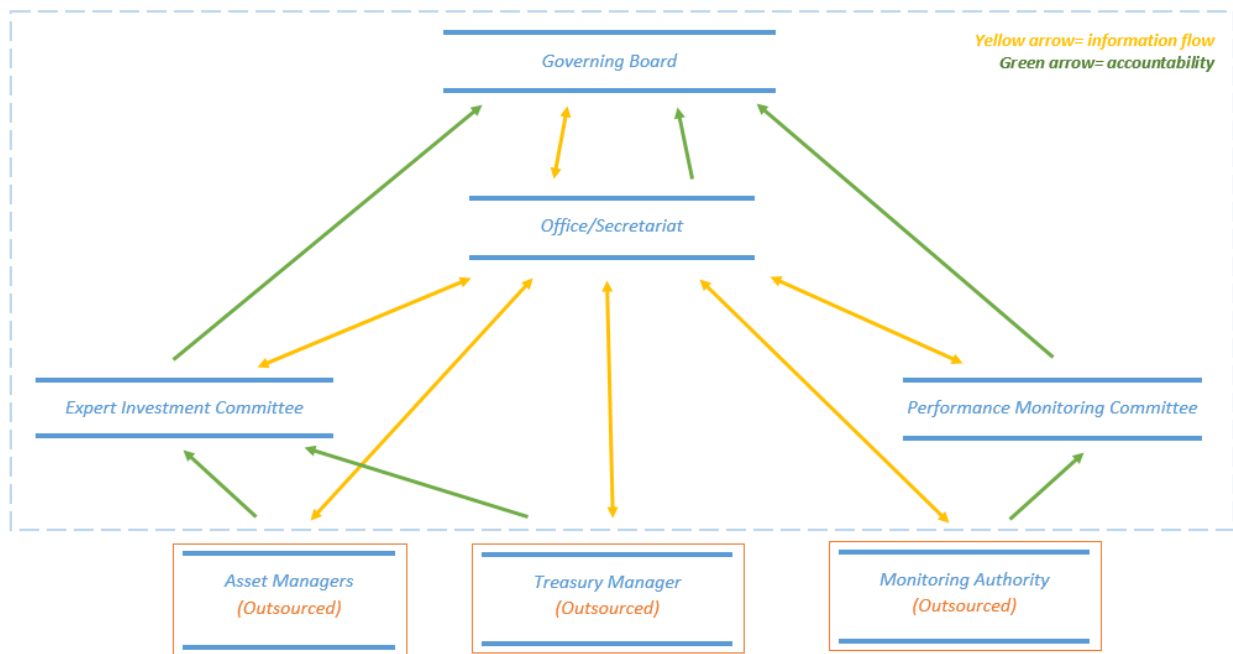 Governing Board
Yellow arrow= information flow
Green arrow= accountability
Office/Secretariat
Expert Investment Committee
Performance Monitoring Committee
Asset Managers
(Outsourced)
Treasury Manager
(Outsourced)
Monitoring Authority
(Outsourced)